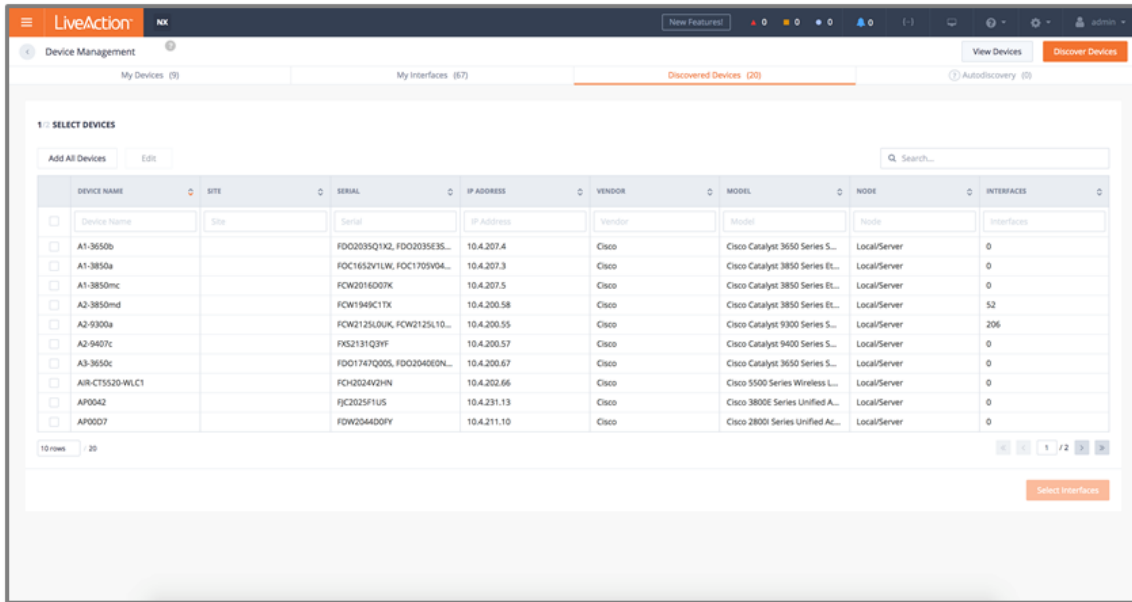 LiveAction NX New Features! 0 0 0 0 admin
Device Management View Devices Discover Devices
My Devices (9) My Interfaces (67) Discovered Devices (20) Autodiscovery (0)
1/2 SELECT DEVICES
Add All Devices Edit Search...
DEVICE NAME SITE SERIAL IP ADDRESS VENDOR MODEL NODE INTERFACES
Device Name Site Serial IP Address Vendor Model Node Interfaces
A1-3650b FDO2035Q1X2, FDO2035E3S... 10.4.207.4 Cisco Cisco Catalyst 3650 Series S... Local/Server 0
A1-3850a FOC1652V1LW, FOC1705V04... 10.4.207.3 Cisco Cisco Catalyst 3850 Series Et... Local/Server 0
A1-3850mc FCW2016D07K 10.4.207.5 Cisco Cisco Catalyst 3850 Series Et... Local/Server 0
A2-3850md FCW1949C1TX 10.4.200.58 Cisco Cisco Catalyst 3850 Series Et... Local/Server 52
A2-9300a FCW2125L0UK, FCW2125L10... 10.4.200.55 Cisco Cisco Catalyst 9300 Series S... Local/Server 206
A2-9407c FXS2131Q3YF 10.4.200.57 Cisco Cisco Catalyst 9400 Series S... Local/Server 0
A3-3650c FDO1747Q00S, FDO2040E0N... 10.4.200.67 Cisco Cisco Catalyst 3650 Series S... Local/Server 0
AIR-CT5520-WLC1 FCH2024V2HN 10.4.202.66 Cisco Cisco 5500 Series Wireless L... Local/Server 0
AP0042 FJC2025F1US 10.4.231.13 Cisco Cisco 3800E Series Unified A... Local/Server 0
AP00D7 FDW2044D0FY 10.4.211.10 Cisco Cisco 2800I Series Unified Ac... Local/Server 0
10 rows / 20 1 /2
Select Interfaces